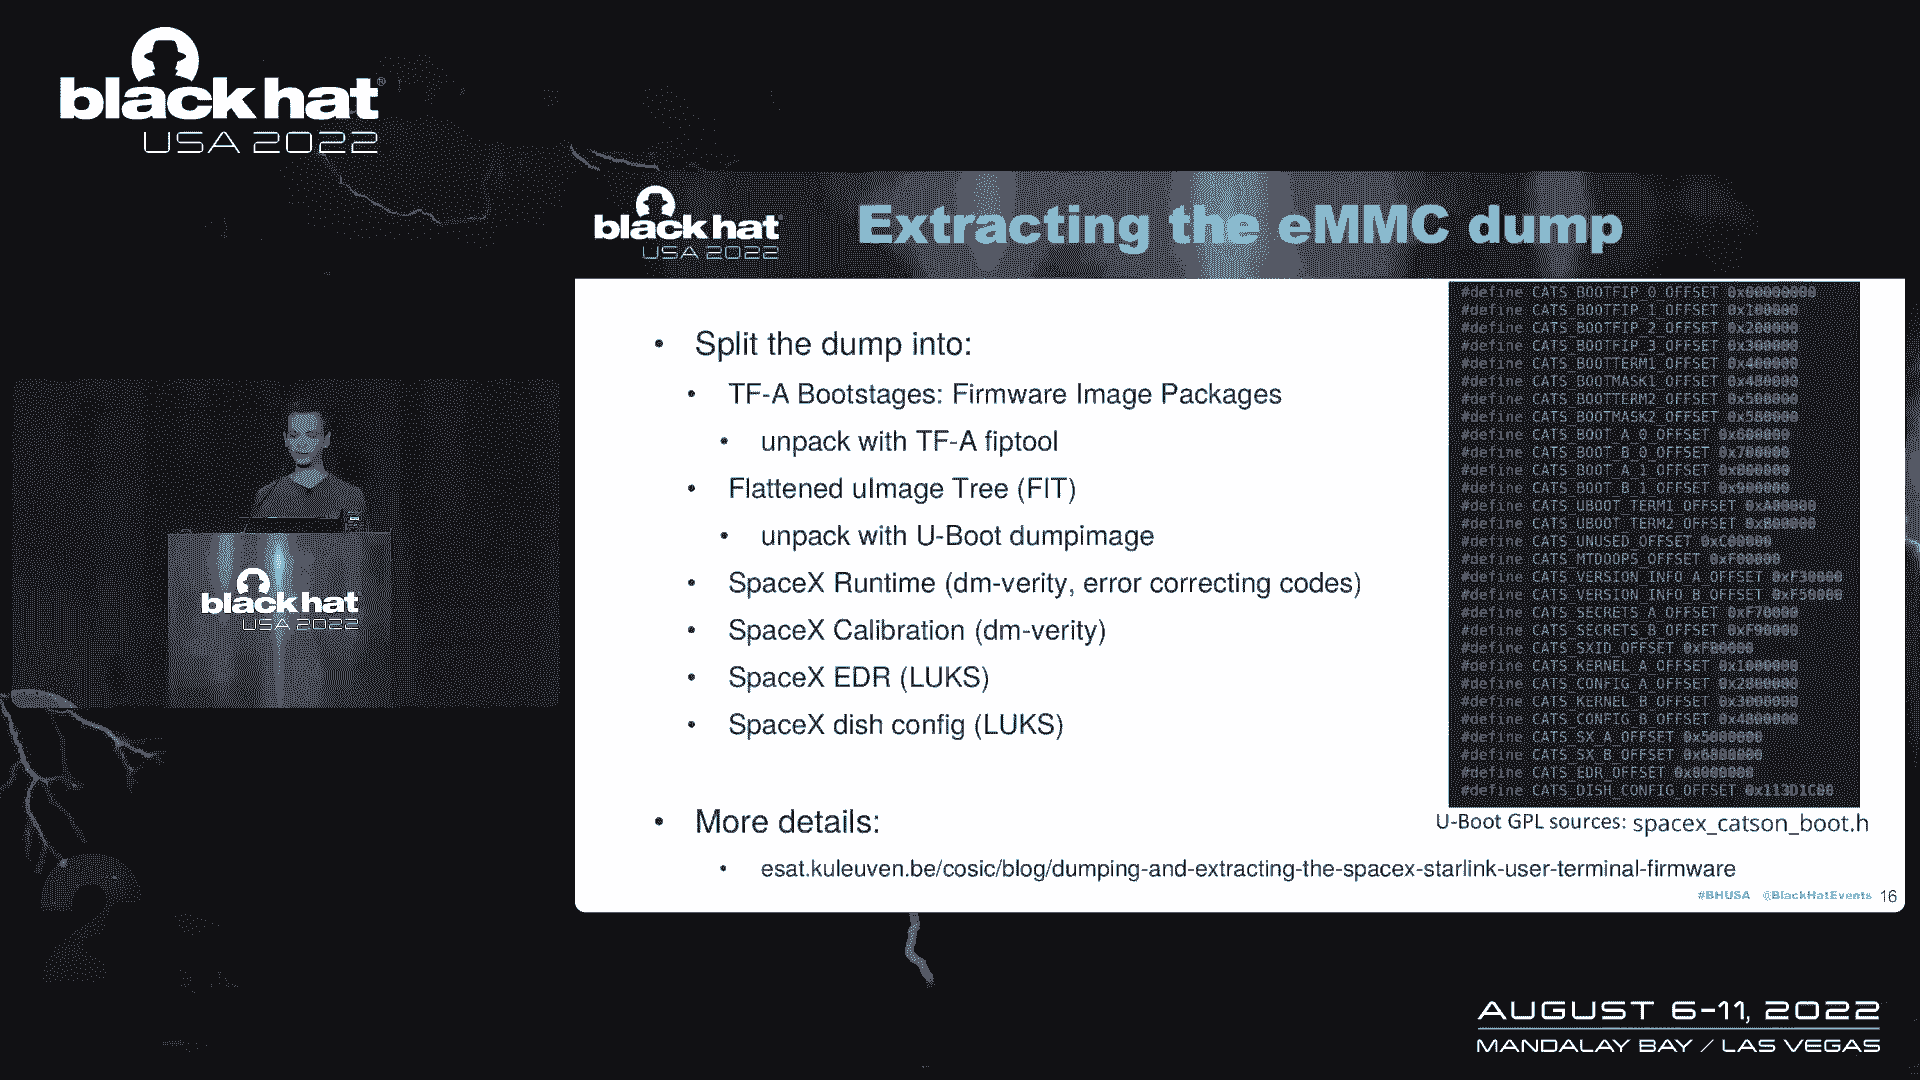 black hat®
USA 2022
black hat
USA 2022
Extracting the eMMC dump
• Split the dump into:
• TF-A Bootstages: Firmware Image Packages
• unpack with TF-A fiptool
• Flattened uImage Tree (FIT)
• unpack with U-Boot dumpimage
• SpaceX Runtime (dm-verity, error correcting codes)
• SpaceX Calibration (dm-verity)
• SpaceX EDR (LUKS)
• SpaceX dish config (LUKS)
• More details:
• esat.kuleuven.be/cosic/blog/dumping-and-extracting-the-spacex-starlink-user-terminal-firmware
#define CATS_BOOTFIP_0_OFFSET 0x00000000
#define CATS_BOOTFIP_1_OFFSET 0x100000
#define CATS_BOOTFIP_2_OFFSET 0x200000
#define CATS_BOOTFIP_3_OFFSET 0x300000
#define CATS_BOOTTERM1_OFFSET 0x400000
#define CATS_BOOTMASK1_OFFSET 0x480000
#define CATS_BOOTTERM2_OFFSET 0x500000
#define CATS_BOOTMASK2_OFFSET 0x580000
#define CATS_BOOT_A_0_OFFSET 0x600000
#define CATS_BOOT_B_0_OFFSET 0x700000
#define CATS_BOOT_A_1_OFFSET 0x800000
#define CATS_BOOT_B_1_OFFSET 0x900000
#define CATS_UBOOT_TERM1_OFFSET 0xA00000
#define CATS_UBOOT_TERM2_OFFSET 0xB00000
#define CATS_UNUSED_OFFSET 0xC00000
#define CATS_MTDOOPS_OFFSET 0xF00000
#define CATS_VERSION_INFO_A_OFFSET 0xF30000
#define CATS_VERSION_INFO_B_OFFSET 0xF50000
#define CATS_SECRETS_A_OFFSET 0xF70000
#define CATS_SECRETS_B_OFFSET 0xF90000
#define CATS_SXID_OFFSET 0xFB0000
#define CATS_KERNEL_A_OFFSET 0x1000000
#define CATS_CONFIG_A_OFFSET 0x2800000
#define CATS_KERNEL_B_OFFSET 0x3000000
#define CATS_CONFIG_B_OFFSET 0x4800000
#define CATS_SX_A_OFFSET 0x5000000
#define CATS_SX_B_OFFSET 0x6800000
#define CATS_EDR_OFFSET 0x8000000
#define CATS_DISH_CONFIG_OFFSET 0x113D1C00
U-Boot GPL sources: spacex_catson_boot.h
#BHUSA @BlackHatEvents 16
black hat
USA 2022
AUGUST 6-11, 2022
MANDALAY BAY / LAS VEGAS